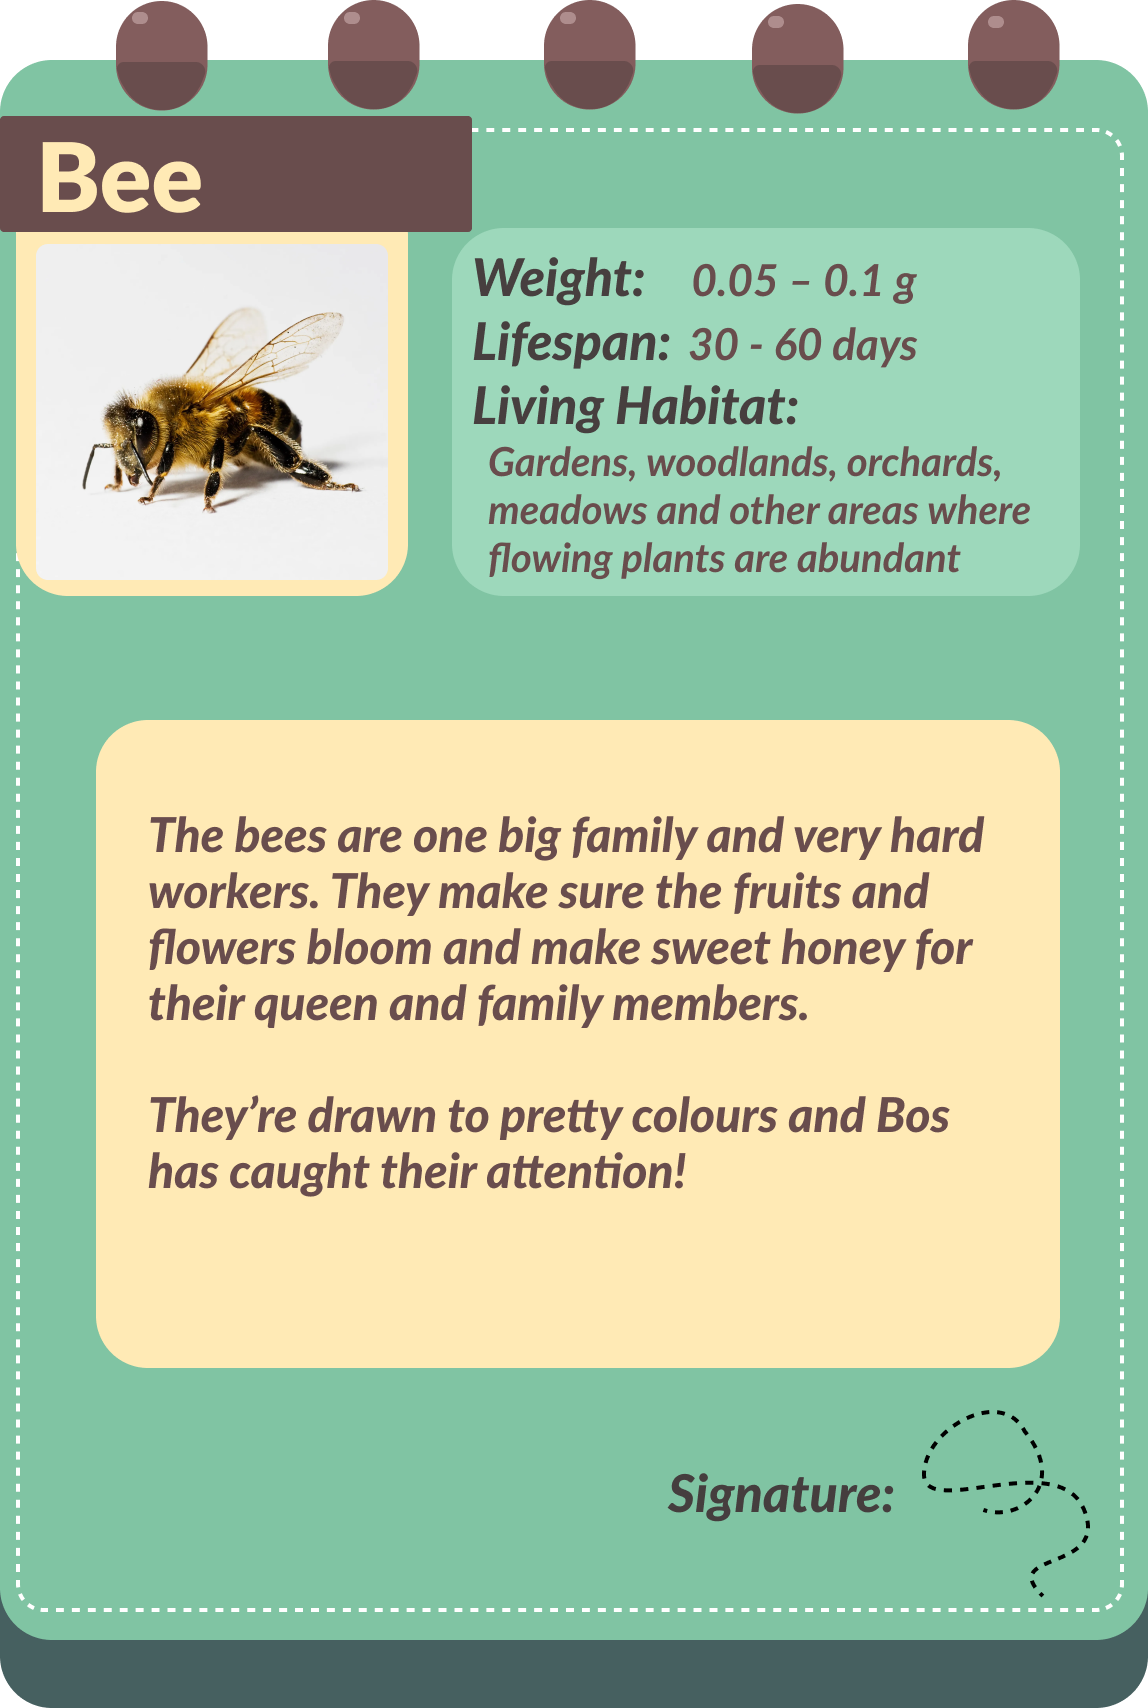 Bee
Weight: 0.05 – 0.1 g
Lifespan: 30 - 60 days
Living Habitat:
Gardens, woodlands, orchards,
meadows and other areas where
flowing plants are abundant
The bees are one big family and very hard
workers. They make sure the fruits and
flowers bloom and make sweet honey for
their queen and family members.
They’re drawn to pretty colours and Bos
has caught their attention!
Signature: